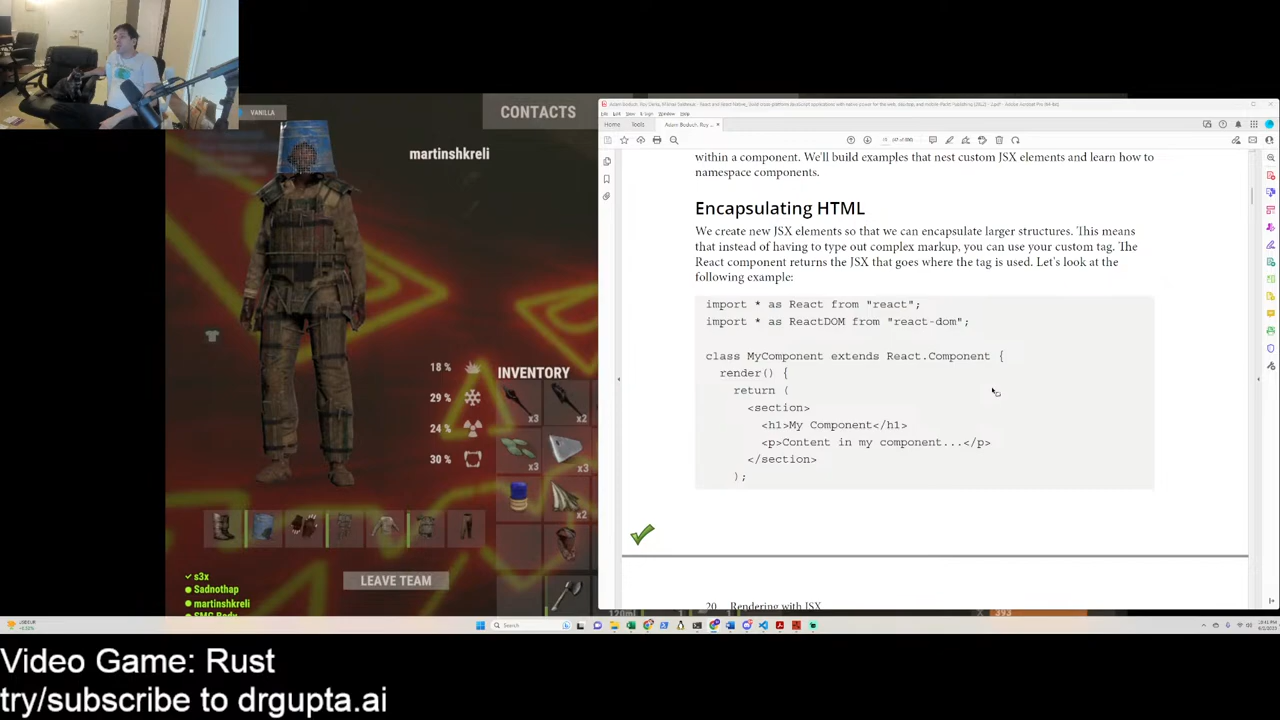 VANILLA
CONTACTS
martinshkreli
18 %
29 %
24 %
30 %
INVENTORY
x3
x2
x3
x3
x2
LEAVE TEAM
s3x
Sadnothap
martinshkreli
Home Tools
within a component. We'll build examples that nest custom JSX elements and learn how to
namespace components.
Encapsulating HTML
We create new JSX elements so that we can encapsulate larger structures. This means
that instead of having to type out complex markup, you can use your custom tag. The
React component returns the JSX that goes where the tag is used. Let's look at the
following example:
import * as React from "react";
import * as ReactDOM from "react-dom";
class MyComponent extends React.Component {
render() {
return (
<section>
<h1>My Component</h1>
<p>Content in my component...</p>
</section>
);
20 Rendering with JSX
393
Search
Video Game: Rust
try/subscribe to drgupta.ai